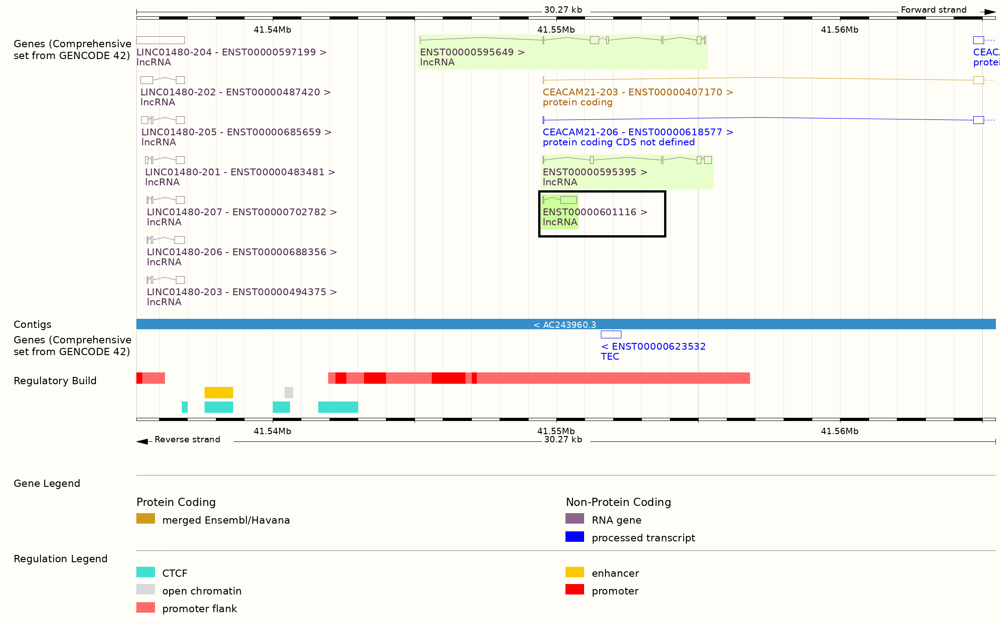 30.27 kb Forward strand
41.54Mb 41.55Mb 41.56Mb
Genes (Comprehensive
set from GENCODE 42)
LINC01480-204 - ENST00000597199 >
lncRNA
ENST00000595649 >
lncRNA
CEAC
protei
LINC01480-202 - ENST00000487420 >
lncRNA
CEACAM21-203 - ENST00000407170 >
protein coding
LINC01480-205 - ENST00000685659 >
lncRNA
CEACAM21-206 - ENST00000618577 >
protein coding CDS not defined
LINC01480-201 - ENST00000483481 >
lncRNA
ENST00000595395 >
lncRNA
LINC01480-207 - ENST00000702782 >
lncRNA
ENST00000601116 >
lncRNA
LINC01480-206 - ENST00000688356 >
lncRNA
LINC01480-203 - ENST00000494375 >
lncRNA
Contigs
< AC243960.3
Genes (Comprehensive
set from GENCODE 42)
< ENST00000623532
TEC
Regulatory Build
41.54Mb 41.55Mb 41.56Mb
Reverse strand 30.27 kb
Gene Legend
Protein Coding
merged Ensembl/Havana
Non-Protein Coding
RNA gene
processed transcript
Regulation Legend
CTCF
open chromatin
promoter flank
enhancer
promoter